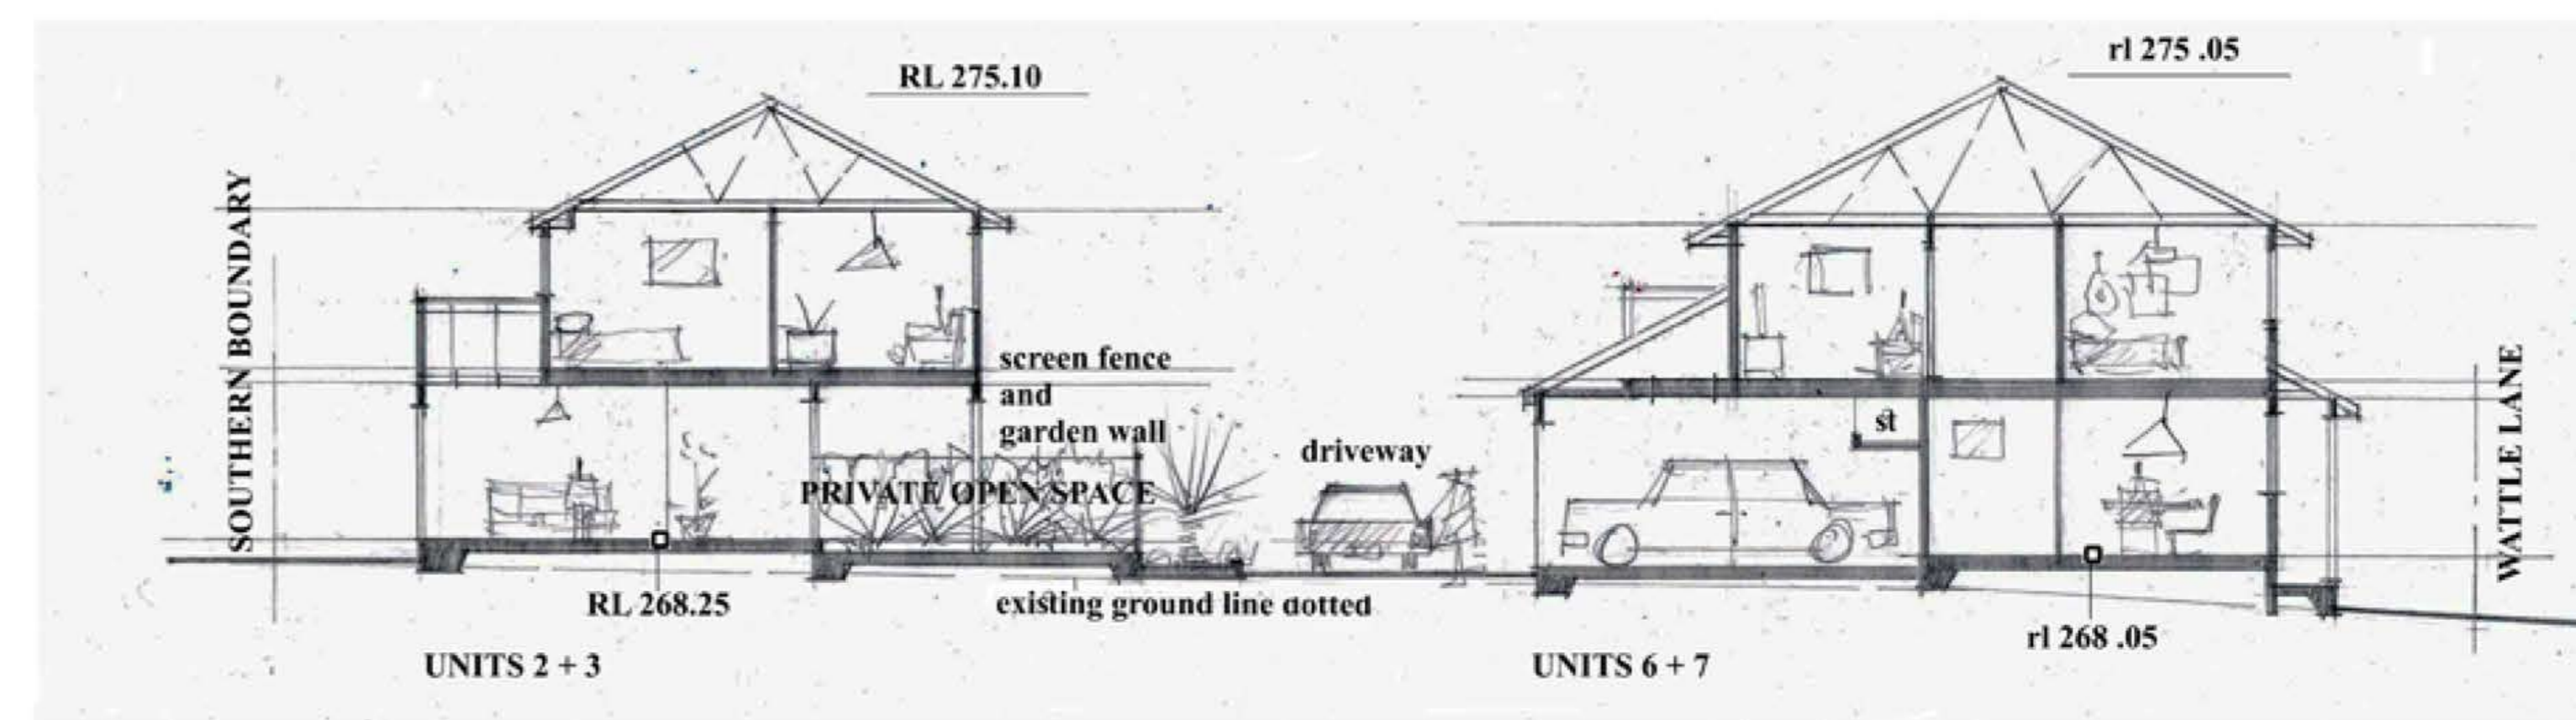 RL 275.10
rl 275 .05
SOUTHERN BOUNDARY
screen fence
and
garden wall
PRIVATE OPEN SPACE
driveway
st
WATTLE LANE
RL 268.25
existing ground line dotted
rl 268 .05
UNITS 2 + 3
UNITS 6 + 7